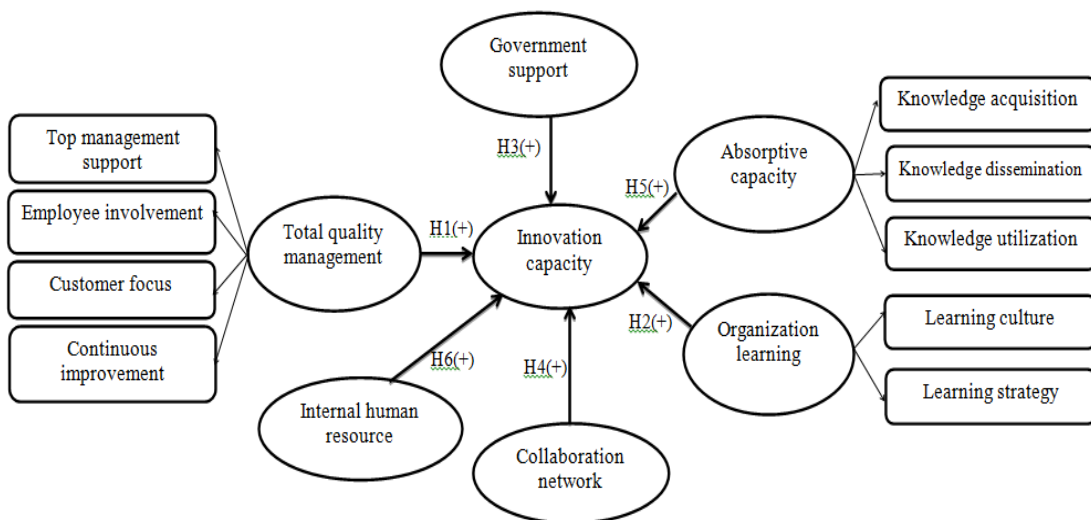 Government
support
H3(+)
Top management
support
Employee involvement
Customer focus
Continuous
improvement
Total quality
management
H1(+)
Innovation
capacity
H5(+)
Absorptive
capacity
Knowledge acquisition
Knowledge dissemination
Knowledge utilization
H2(+)
Organization
learning
Learning culture
Learning strategy
H6(+)
Internal human
resource
H4(+)
Collaboration
network